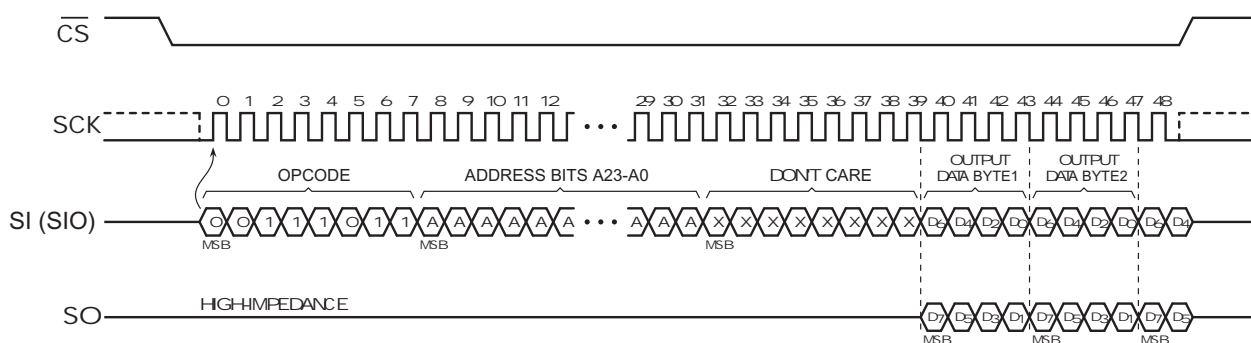 CS
0 1 2 3 4 5 6 7 8 9 10 11 12 29 30 31 32 33 34 35 36 37 38 39 40 41 42 43 44 45 46 47 48
SCK
OPCODE ADDRESS BITS A23-A0 DON'T CARE OUTPUT DATA BYTE1 OUTPUT DATA BYTE2
SI (SIO) 0 0 1 1 1 0 1 1 A A A A A A A A A X X X X X X X X D6 D4 D2 D0 D6 D4 D2 D0 D6 D4
MSB MSB MSB
HIGH-IMPEDANCE
SO D7 D5 D3 D1 D7 D5 D3 D1 D7 D5
MSB MSB MSB